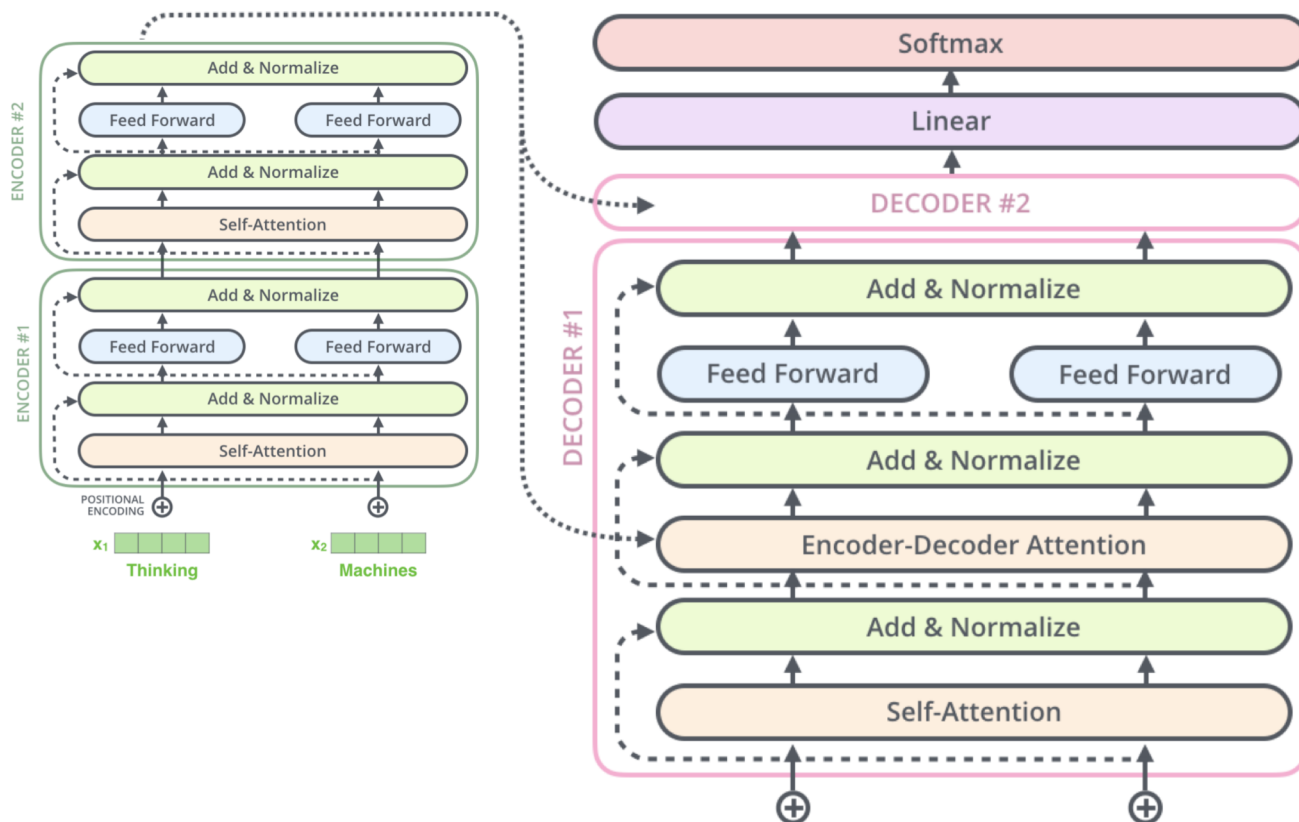 ENCODER #2
Add & Normalize
Feed Forward
Feed Forward
Add & Normalize
Self-Attention
ENCODER #1
Add & Normalize
Feed Forward
Feed Forward
Add & Normalize
Self-Attention
POSITIONAL
ENCODING
x₁
x₂
Thinking
Machines
Softmax
Linear
DECODER #2
DECODER #1
Add & Normalize
Feed Forward
Feed Forward
Add & Normalize
Encoder-Decoder Attention
Add & Normalize
Self-Attention